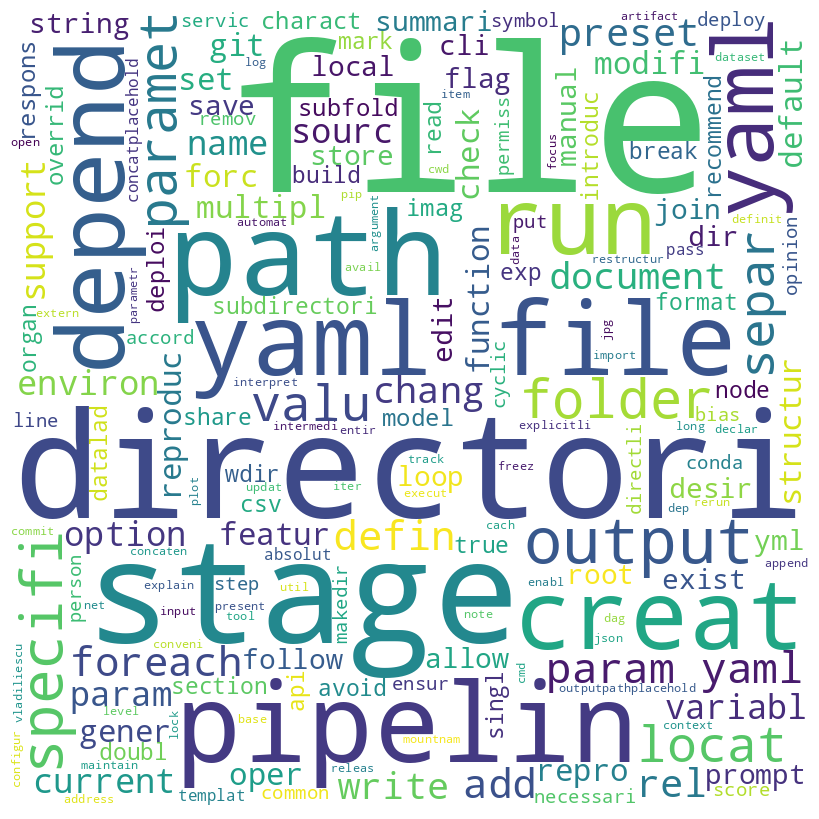 string
servic
charact
summari
symbol
artifact
deploy
git
mark
cli
preset
yaml
dataset
respons
depend
paramet
set
log
local
flag
item
file
modifi
default
concatplacehold
save
subfold
read
permiss
manual
introduc
recommend
overrid
remov
sourc
check
focus
break
open
name
store
cwd
forc
build
pip
multipl
imag
run
join
definit
support
automat
argument
put
dir
pass
separ
path
avail
data
restructur
opinion
deploi
subdirectori
function
exp
document
format
parametr
extern
organ
accord
yaml file
edit
cyclic
jpg
import
structur
environ
reproduc
interpret
valu
chang
folder
node
line
datalad
share
intermedi
entir
model
explicitli
bias
long
declar
directori
wdir
track
freez
conda
plot
csv
updat
iter
loop
execut
directli
dep
rerun
desir
commit
specifi
option
featur
defin
cach
true
output
yml
concaten
absolut
stage
root
exist
append
person
explain
step
util
makedir
enabl
net
tool
input
present
note
creat
dag
json
conveni
foreach
follow
allow
param yaml
vladiliescu
param
section
api
avoid
ensur
singl
cmd
outputpathplacehold
variabl
configur
level
gener
lock
base
pipelin
mountnam
context
locat
doubl
maintain
current
oper
releas
repro
rel
prompt
address
templat
common
write
add
necessari
score